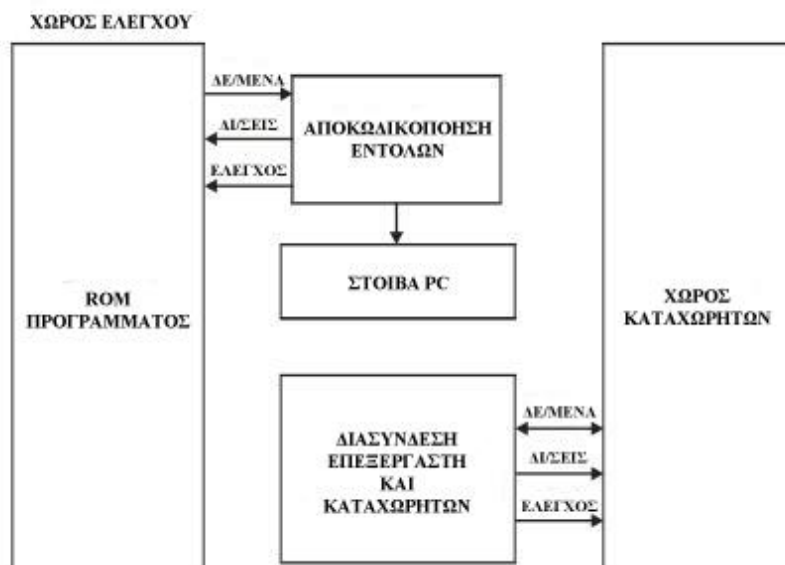 ΧΩΡΟΣ ΕΛΕΓΧΟΥ
ΔΕ/ΜΕΝΑ
ΔΙ/ΣΕΙΣ
ΕΛΕΓΧΟΣ
ΑΠΟΚΩΔΙΚΟΠΟΗΣΗ
ΕΝΤΟΛΩΝ
ΣΤΟΙΒΑ PC
ROM
ΠΡΟΓΡΑΜΜΑΤΟΣ
ΧΩΡΟΣ
ΚΑΤΑΧΩΡΗΤΩΝ
ΔΙΑΣΥΝΔΕΣΗ
ΕΠΕΞΕΡΓΑΣΤΗ
ΚΑΙ
ΚΑΤΑΧΩΡΗΤΩΝ
ΔΕ/ΜΕΝΑ
ΔΙ/ΣΕΙΣ
ΕΛΕΓΧΟΣ